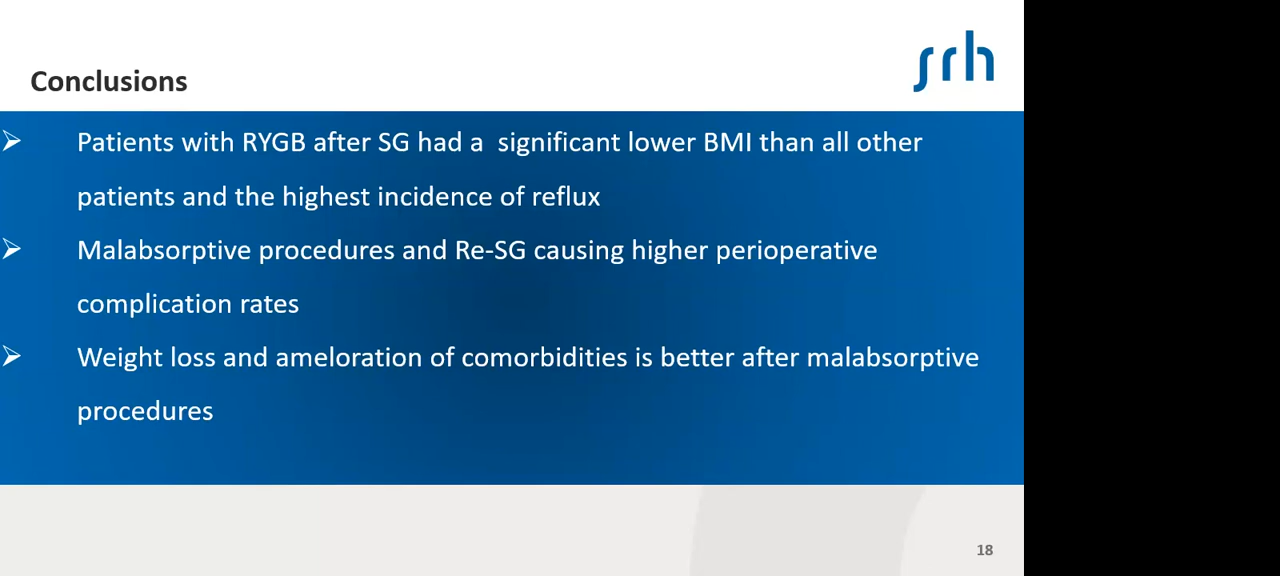 srh
Conclusions
➢ Patients with RYGB after SG had a  significant lower BMI than all other
patients and the highest incidence of reflux
➢ Malabsorptive procedures and Re-SG causing higher perioperative
complication rates
➢ Weight loss and ameloration of comorbidities is better after malabsorptive
procedures
18